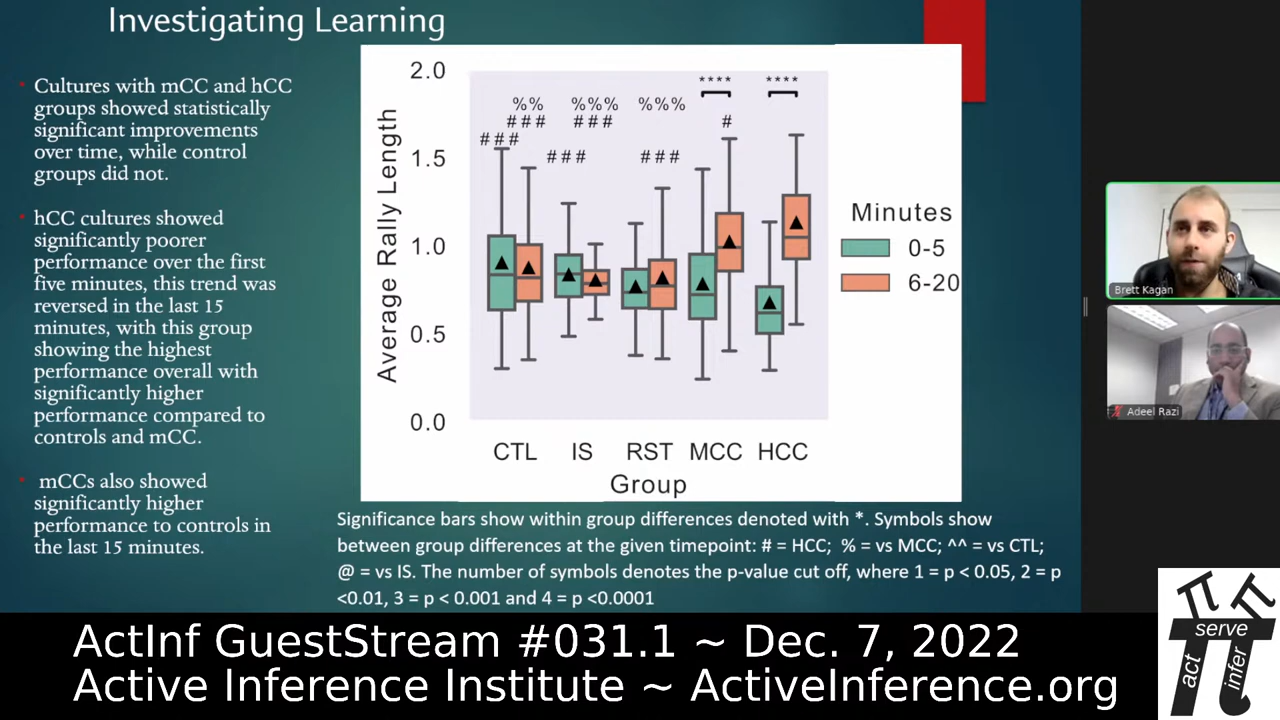 Investigating Learning
Cultures with mCC and hCC
groups showed statistically
significant improvements
over time, while control
groups did not.
hCC cultures showed
significantly poorer
performance over the first
five minutes, this trend was
reversed in the last 15
minutes, with this group
showing the highest
performance overall with
significantly higher
performance compared to
controls and mCC.
mCCs also showed
significantly higher
performance to controls in
the last 15 minutes.
Average Rally Length
2.0
1.5
1.0
0.5
0.0
%% %%% %%%
### ###
###
### ###
**** ****
#
CTL IS RST MCC HCC
Group
Minutes
0-5
6-20
Significance bars show within group differences denoted with *. Symbols show
between group differences at the given timepoint: # = HCC; % = vs MCC; ^^ = vs CTL;
@ = vs IS. The number of symbols denotes the p-value cut off, where 1 = p < 0.05, 2 = p
<0.01, 3 = p < 0.001 and 4 = p <0.0001
Brett Kagan
Adeel Razi
ActInf GuestStream #031.1 ~ Dec. 7, 2022
Active Inference Institute ~ ActiveInference.org
serve
act
infer